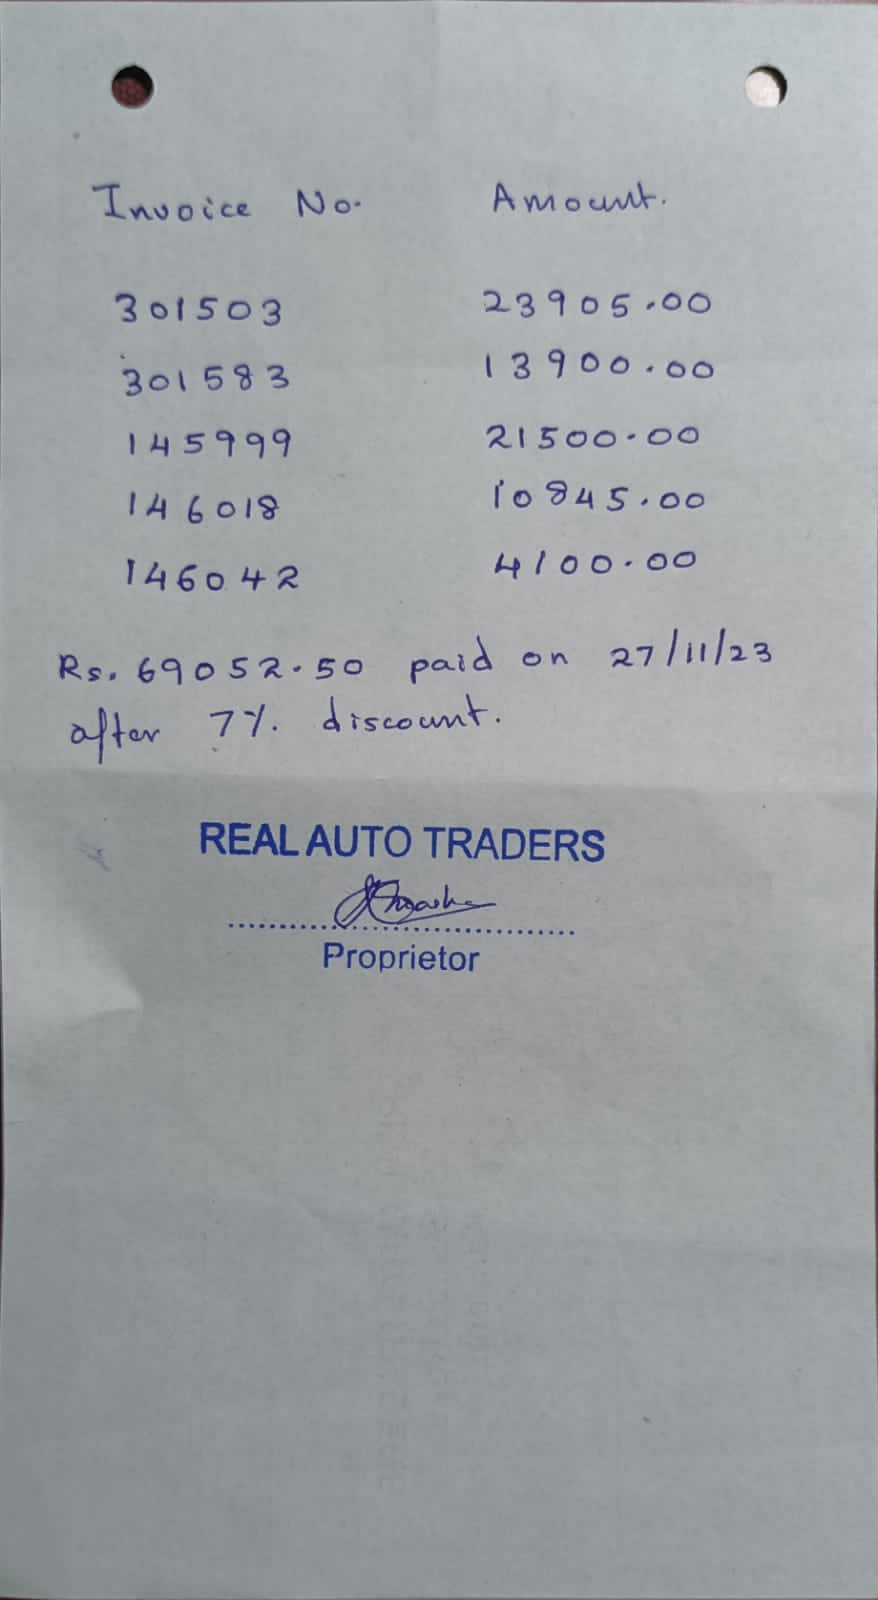 Invoice No. Amount.
301503 23905.00
301583 13900.00
145999 21500.00
146018 10845.00
146042 4100.00
Rs. 69052.50 paid on 27/11/23
after 7%. discount.
REAL AUTO TRADERS
Proprietor